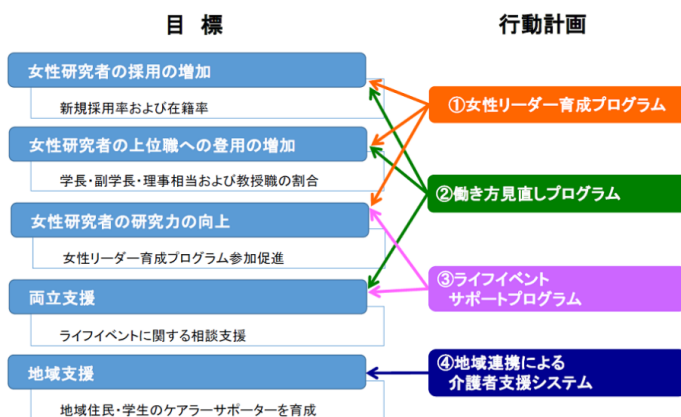 目 標
行動計画
女性研究者の採用の増加
新規採用率および在籍率
女性研究者の上位職への登用の増加
学長・副学長・理事相当および教授職の割合
女性研究者の研究力の向上
女性リーダー育成プログラム参加促進
両立支援
ライフイベントに関する相談支援
地域支援
地域住民・学生のケアラーサポーターを育成
①女性リーダー育成プログラム
②働き方見直しプログラム
③ライフイベント
サポートプログラム
④地域連携による
介護者支援システム